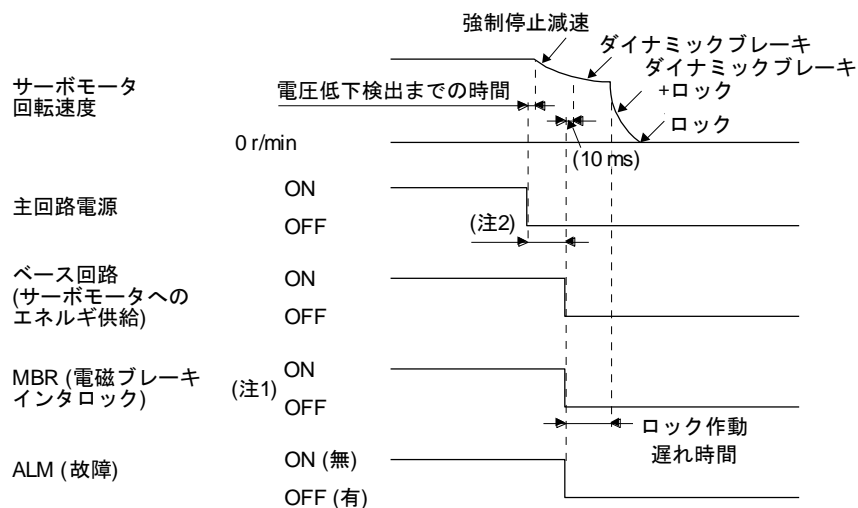 強制停止減速
ダイナミックブレーキ
ダイナミックブレーキ
+ロック
ロック
サーボモータ
回転速度
電圧低下検出までの時間
0 r/min
(10 ms)
主回路電源
ON
OFF
(注2)
ベース回路
(サーボモータへの
エネルギ供給)
ON
OFF
MBR (電磁ブレーキ
インタロック)
(注1)
ON
OFF
ロック作動
遅れ時間
ALM (故障)
ON (無)
OFF (有)